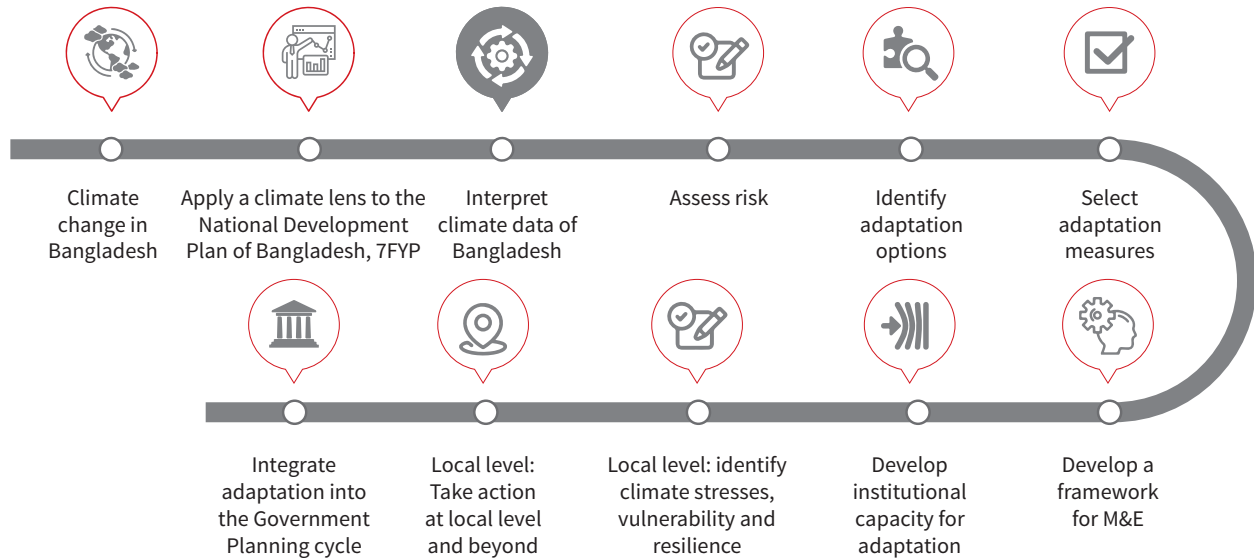 Climate
change in
Bangladesh
Apply a climate lens to the
National Development
Plan of Bangladesh, 7FYP
Interpret
climate data of
Bangladesh
Assess risk
Identify
adaptation
options
Select
adaptation
measures
Integrate
adaptation into
the Government
Planning cycle
Local level:
Take action
at local level
and beyond
Local level: identify
climate stresses,
vulnerability and
resilience
Develop
institutional
capacity for
adaptation
Develop a
framework
for M&E